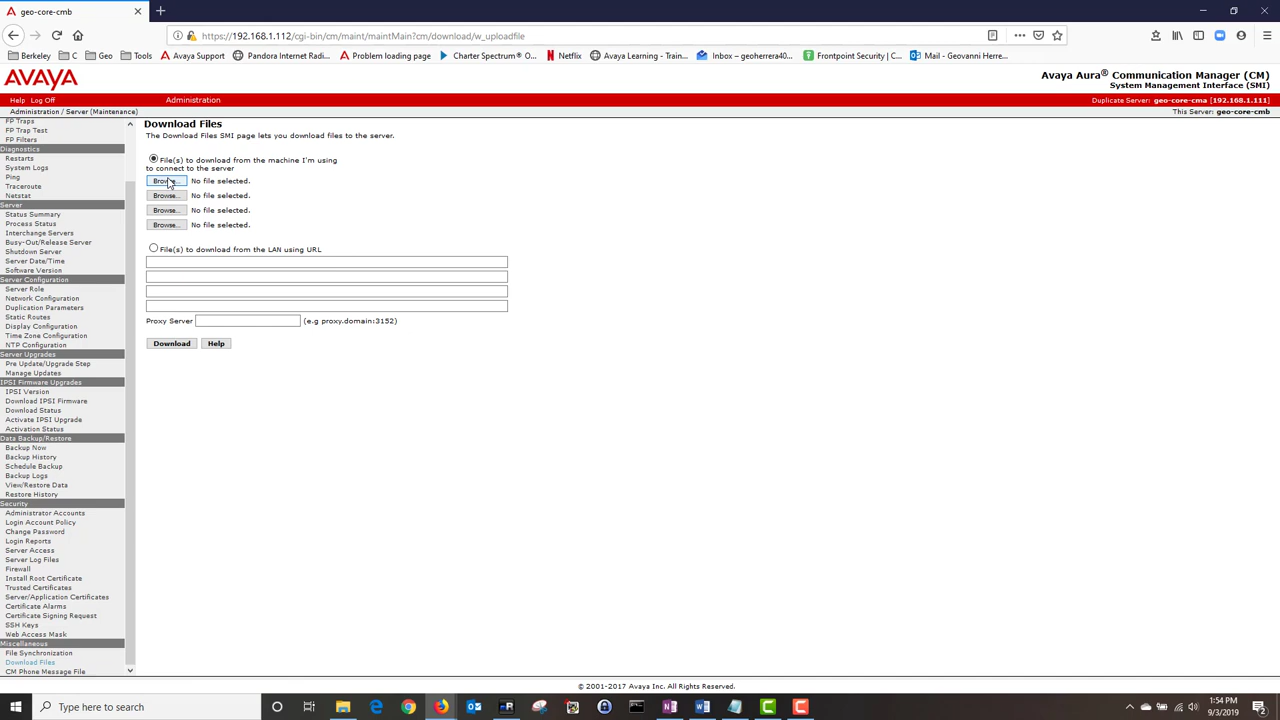 geo-core-cmb
https://192.168.1.112/cgi-bin/cm/maint/maintMain?cm/download/w_uploadfile
Berkeley C Geo Tools Avaya Support Pandora Internet Radi... Problem loading page Charter Spectrum® O... Netflix Avaya Learning - Train... Inbox – geoherrera40... Frontpoint Security | C... Mail - Geovanni Herre...
AVAYA
Avaya Aura® Communication Manager (CM)
System Management Interface (SMI)
Help Log Off Administration Duplicate Server: geo-core-cma [192.168.1.111]
Administration / Server (Maintenance) This Server: geo-core-cmb
FP Traps
FP Trap Test
FP Filters
Diagnostics
Restarts
System Logs
Ping
Traceroute
Netstat
Server
Status Summary
Process Status
Interchange Servers
Busy-Out/Release Server
Shutdown Server
Server Date/Time
Software Version
Server Configuration
Server Role
Network Configuration
Duplication Parameters
Static Routes
Display Configuration
Time Zone Configuration
NTP Configuration
Server Upgrades
Pre Update/Upgrade Step
Manage Updates
IPSI Firmware Upgrades
IPSI Version
Download IPSI Firmware
Download Status
Activate IPSI Upgrade
Activation Status
Data Backup/Restore
Backup Now
Backup History
Schedule Backup
Backup Logs
View/Restore Data
Restore History
Security
Administrator Accounts
Login Account Policy
Change Password
Login Reports
Server Access
Server Log Files
Firewall
Install Root Certificate
Trusted Certificates
Server/Application Certificates
Certificate Alarms
Certificate Signing Request
SSH Keys
Web Access Mask
Miscellaneous
File Synchronization
Download Files
CM Phone Message File
Download Files
The Download Files SMI page lets you download files to the server.
File(s) to download from the machine I'm using
to connect to the server
Browse... No file selected.
Browse... No file selected.
Browse... No file selected.
Browse... No file selected.
File(s) to download from the LAN using URL
Proxy Server (e.g proxy.domain:3152)
Download Help
© 2001-2017 Avaya Inc. All Rights Reserved.
Type here to search
1:54 PM
9/3/2019